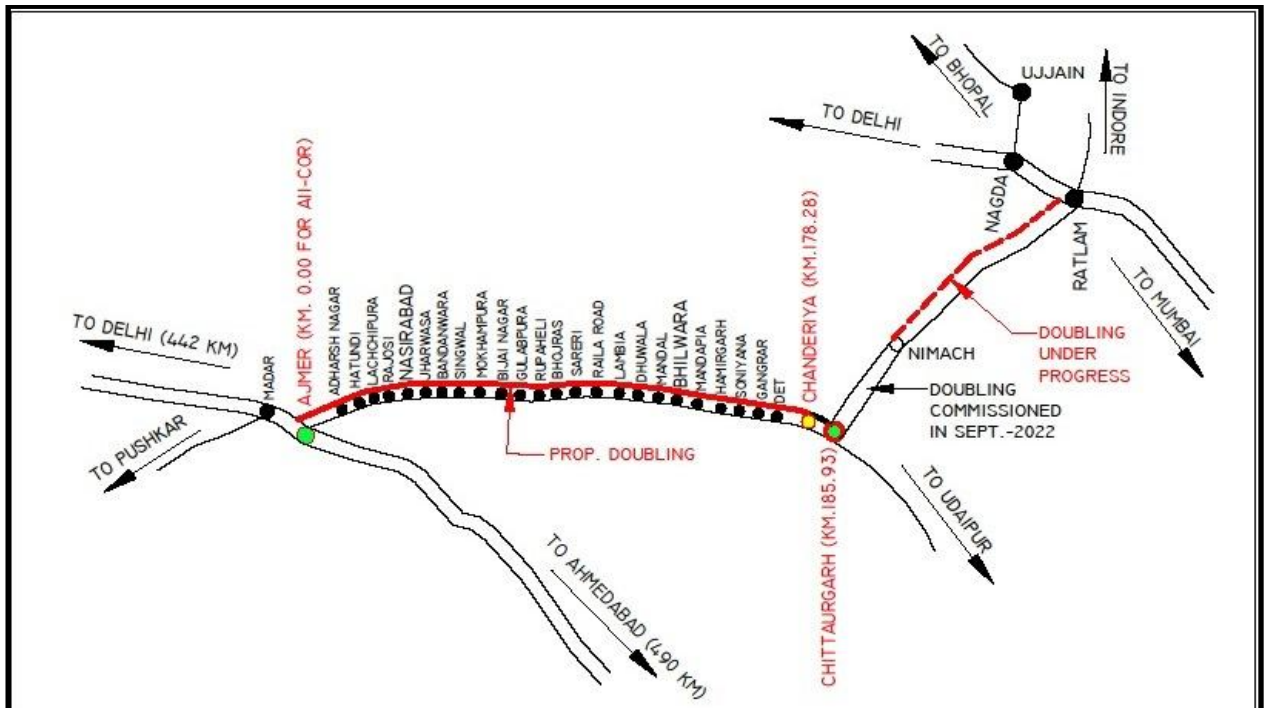 TO DELHI (442 KM)
MADAR
TO PUSHKAR
AJMER (KM. 0.00 FOR AII-COR)
ADHARSH NAGAR
HATUNDI
LACHCHIPURA
RAJOSI
NASIRABAD
JHARWASA
BANDANWARA
SINGWAL
MOKHAMPURA
BIJAI NAGAR
GULABPURA
RUPAHELI
BHOJRAS
SARERI
RAILA ROAD
LAMBIA
DHUWALA
MANDAL
BHILWARA
MANDAPIA
HAMIRGARH
SONIYANA
GANGRAR
DET
CHANDERIYA (KM.178.28)
CHITTAURGARH (KM.185.93)
PROP. DOUBLING
TO AHMEDABAD (490 KM)
TO BHOPAL
UJJAIN
TO INDORE
TO DELHI
NAGDA
RATLAM
TO MUMBAI
DOUBLING
UNDER
PROGRESS
NIMACH
DOUBLING
COMMISSIONED
IN SEPT.-2022
TO UDAIPUR